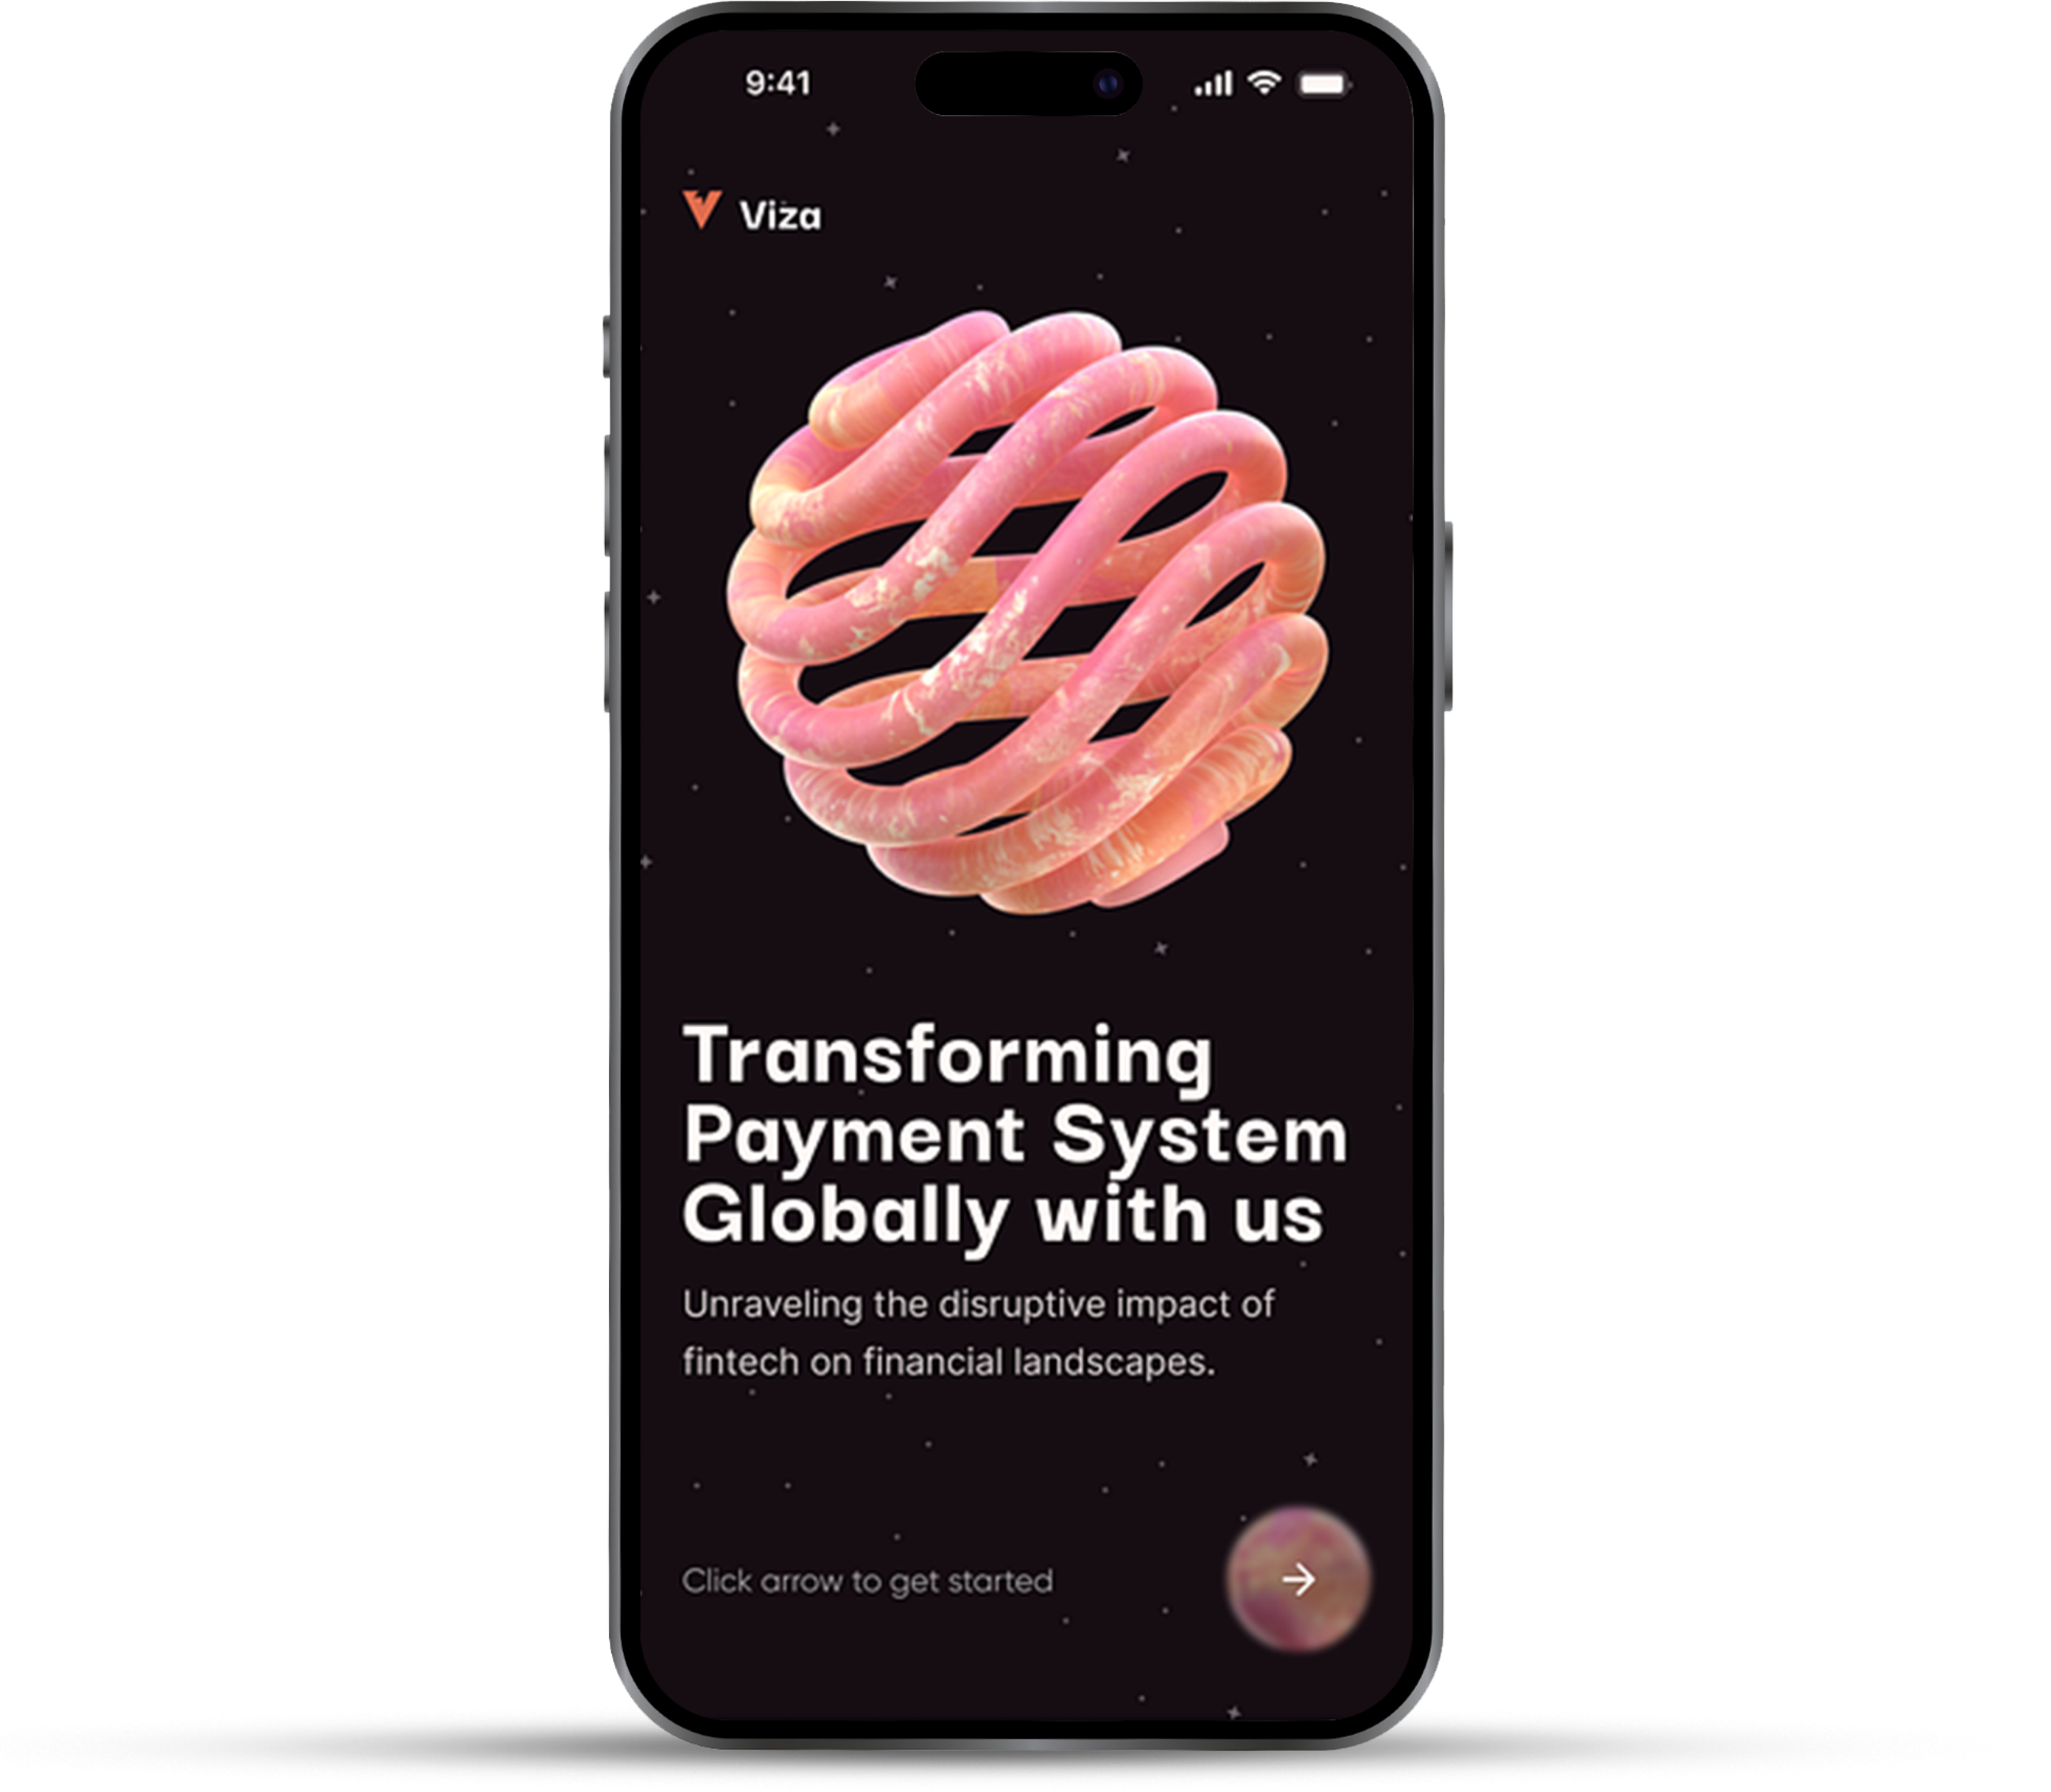 9:41
Viza
Transforming
Payment System
Globally with us
Unraveling the disruptive impact of
fintech on financial landscapes.
Click arrow to get started